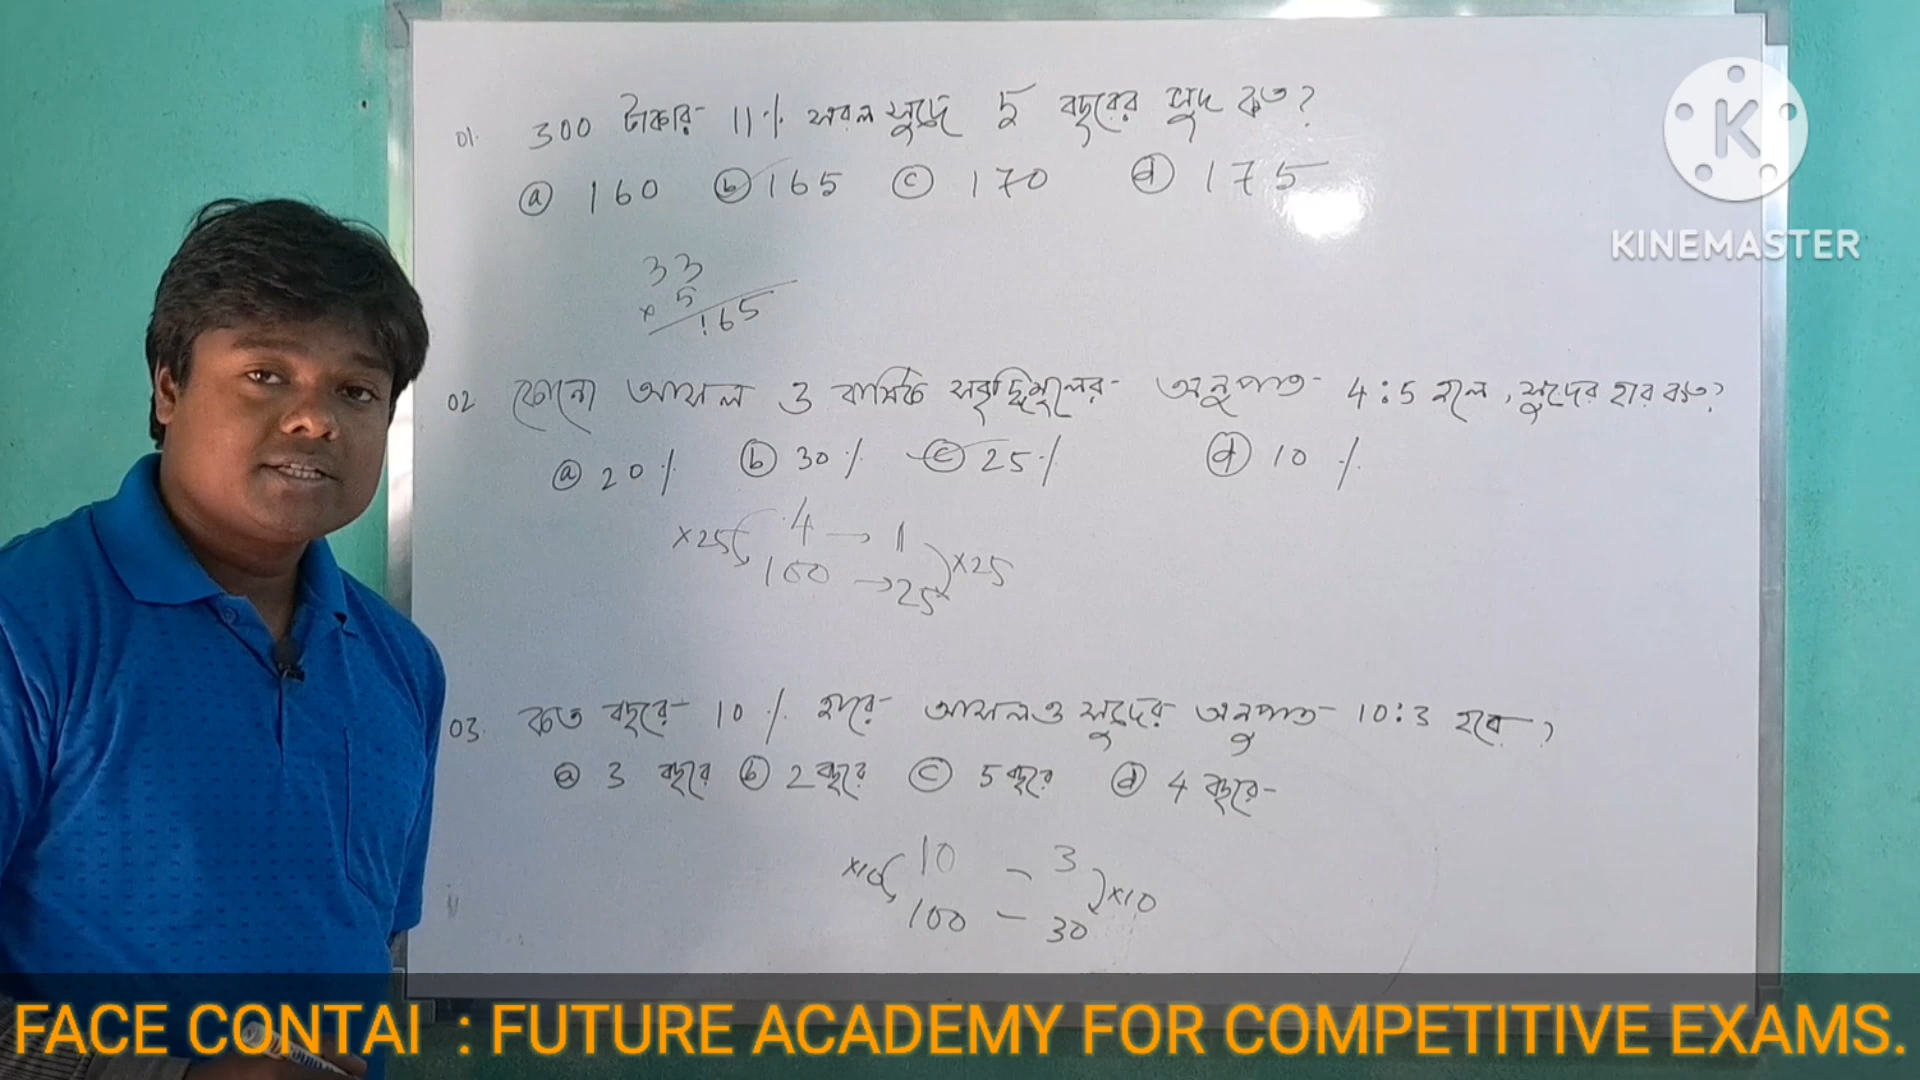 01. 300 টাকার 11% সরল সুদে 5 বছরের সুদ কত?
ⓐ 160 ⓑ 165 ⓒ 170 ⓓ 175
33
× 5
165
02 কোনো আসল ও বার্ষিক সবৃদ্ধিমূলের অনুপাত 4:5 হলে, সুদের হার কত?
ⓐ 20% ⓑ 30% ⓒ 25% ⓓ 10%
×25 4 → 1 ×25
100 → 25
03. কত বছরে 10% হারে আসল ও সুদের অনুপাত 10:3 হবে?
ⓐ 3 বছরে ⓑ 2 বছরে ⓒ 5 বছরে ⓓ 4 বছরে
×10 10 – 3 ×10
100 – 30
K
KINEMASTER
FACE CONTAI : FUTURE ACADEMY FOR COMPETITIVE EXAMS.